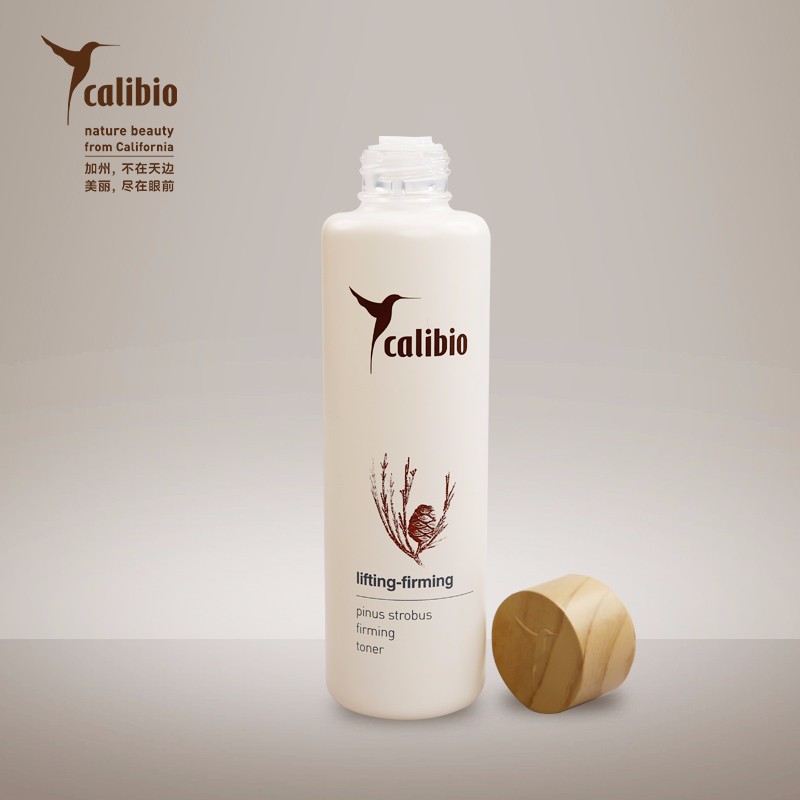 calibio
nature beauty
from California
加州，不在天边
美丽，尽在眼前
calibio
lifting-firming
pinus strobus
firming
toner